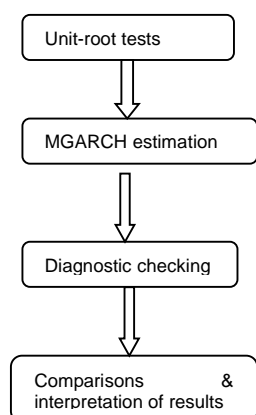 Unit-root tests
MGARCH estimation
Diagnostic checking
Comparisons &
interpretation of results